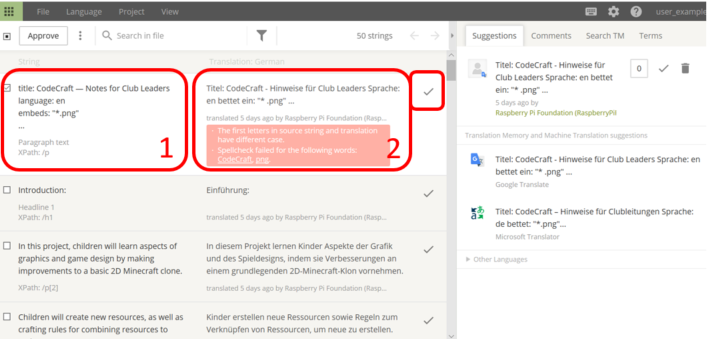 File Language Project View user_example
Approve Search in file 50 strings
Suggestions Comments Search TM Terms
String Translation: German
title: CodeCraft — Notes for Club Leaders
language: en
embeds: "*.png"
...
Paragraph text
XPath: /p
1
Titel: CodeCraft - Hinweise für Club Leaders Sprache:
en bettet ein: "* .png" ...
translated 5 days ago by Raspberry Pi Foundation (Rasp...
- The first letters in source string and translation
have different case.
- Spellcheck failed for the following words:
CodeCraft, png.
2
Introduction:
Headline 1
XPath: /h1
Einführung:
translated 5 days ago by Raspberry Pi Foundation (Rasp...
In this project, children will learn aspects of
graphics and game design by making
improvements to a basic 2D Minecraft clone.
XPath: /p[2]
In diesem Projekt lernen Kinder Aspekte der Grafik
und des Spieldesigns, indem sie Verbesserungen an
einem grundlegenden 2D-Minecraft-Klon vornehmen.
translated 5 days ago by Raspberry Pi Foundation (Rasp...
Children will create new resources, as well as
crafting rules for combining resources to
Kinder erstellen neue Ressourcen sowie Regeln zum
Verknüpfen von Ressourcen, um neue zu erstellen.
Titel: CodeCraft - Hinweise für
Club Leaders Sprache: en bettet
ein: "* .png" ...
0
5 days ago by
Raspberry Pi Foundation (RaspberryPiI
Translation Memory and Machine Translation suggestions
Titel: CodeCraft - Hinweise für Club Leaders Sprache: en
bettet ein: "* .png" ...
Google Translate
Titel: CodeCraft – Hinweise für Clubleitungen Sprache:
de bettet: "*.png"...
Microsoft Translator
Other Languages